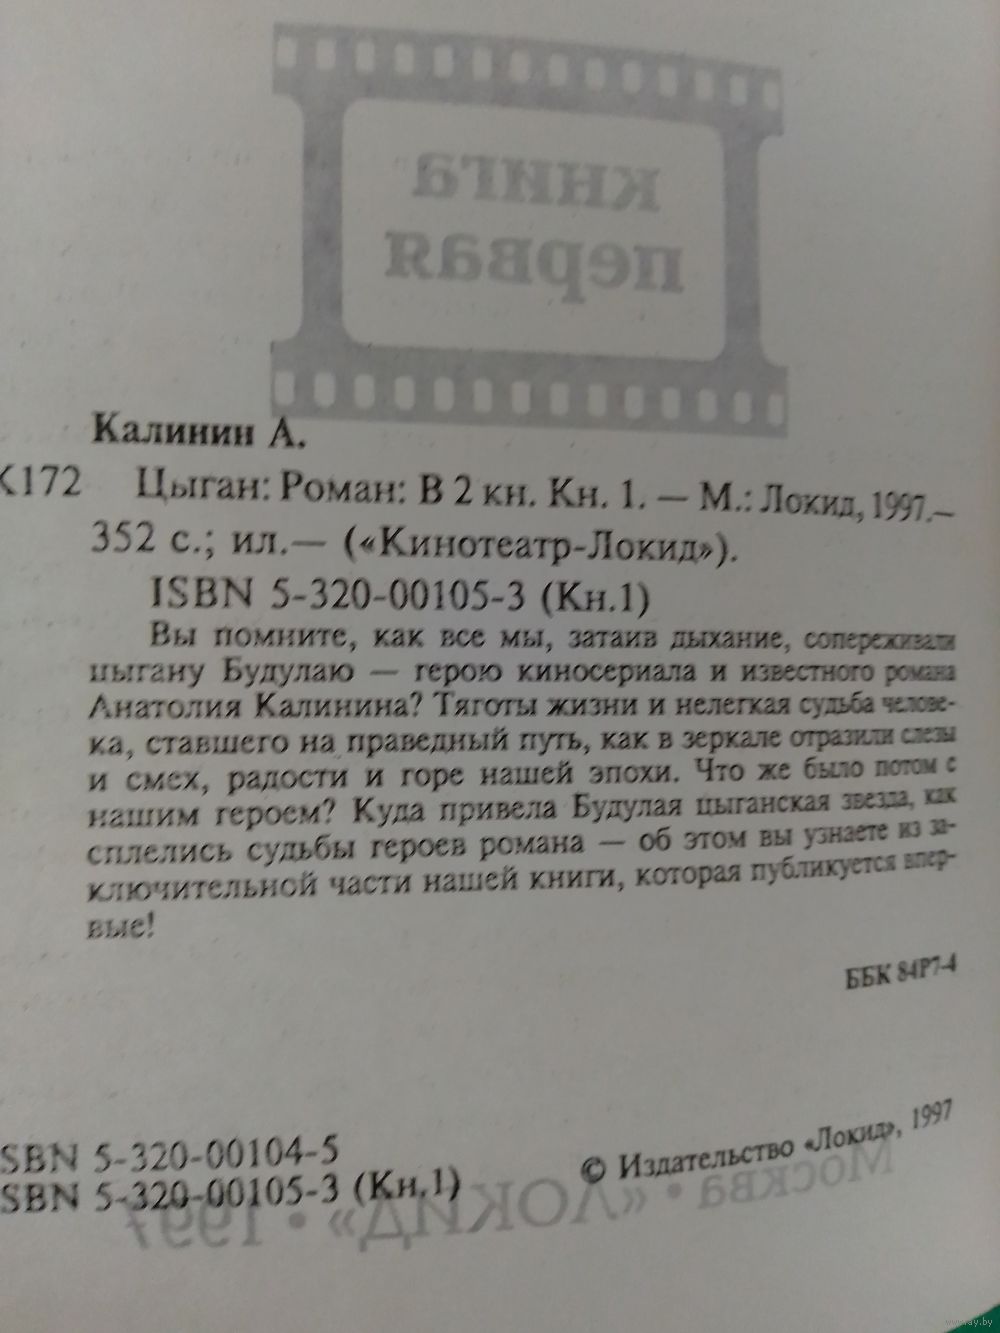 книга
первая
Калинин А.
К172 Цыган: Роман: В 2 кн. Кн. 1. — М.: Локид, 1997.—
352 с.; ил.— («Кинотеатр-Локид»).
ISBN 5-320-00105-3 (Кн.1)
Вы помните, как все мы, затаив дыхание, сопереживали
цыгану Будулаю — герою киносериала и известного романа
Анатолия Калинина? Тяготы жизни и нелегкая судьба челове-
ка, ставшего на праведный путь, как в зеркале отразили слезы
и смех, радости и горе нашей эпохи. Что же было потом с
нашим героем? Куда привела Будулая цыганская звезда, как
сплелись судьбы героев романа — об этом вы узнаете из за-
ключительной части нашей книги, которая публикуется впер-
вые!
ББК 84Р7-4
SBN 5-320-00104-5
SBN 5-320-00105-3 (Кн.1)
© Издательство «Локид», 1997
Москва • «ЛОКИД» • 1997